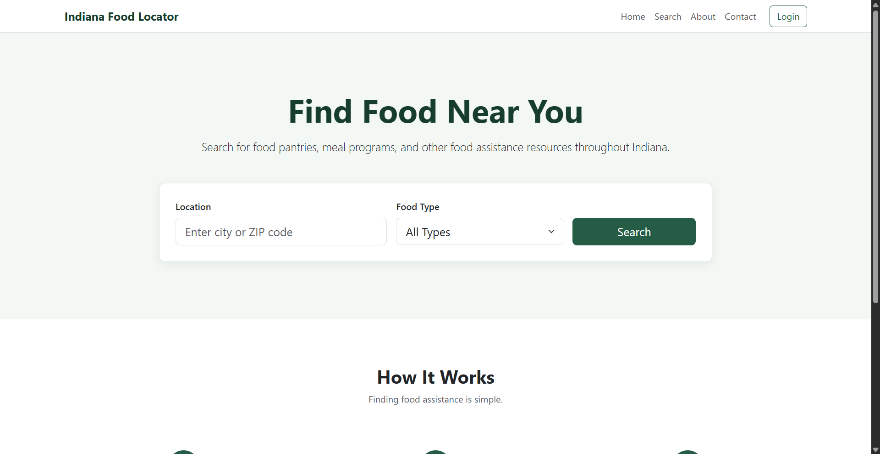 Indiana Food Locator
Home Search About Contact Login
Find Food Near You
Search for food pantries, meal programs, and other food assistance resources throughout Indiana.
Location Food Type
Enter city or ZIP code All Types Search
How It Works
Finding food assistance is simple.